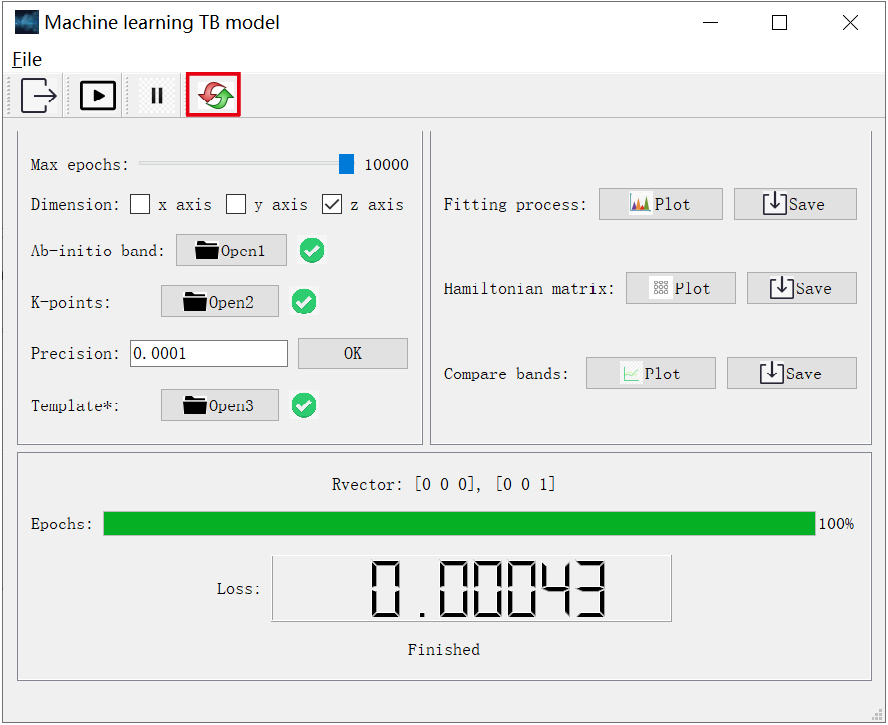 Machine learning TB model
File
Max epochs: 10000
Dimension: x axis y axis z axis
Ab-initio band: Open1
K-points: Open2
Precision: 0.0001 OK
Template*: Open3
Fitting process: Plot Save
Hamiltonian matrix: Plot Save
Compare bands: Plot Save
Rvector: [0 0 0], [0 0 1]
Epochs: 100%
Loss: 0.00043
Finished